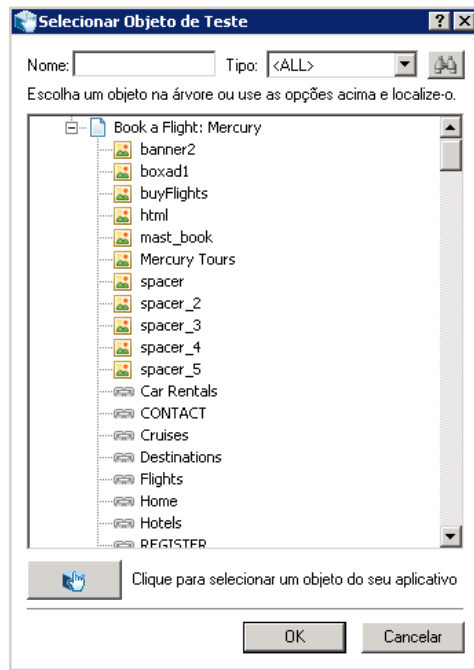 Selecionar Objeto de Teste
Nome: Tipo: <ALL>
Escolha um objeto na árvore ou use as opções acima e localize-o.
Book a Flight: Mercury
banner2
boxad1
buyFlights
html
mast_book
Mercury Tours
spacer
spacer_2
spacer_3
spacer_4
spacer_5
Car Rentals
CONTACT
Cruises
Destinations
Flights
Home
Hotels
REGISTER
Clique para selecionar um objeto do seu aplicativo
OK Cancelar